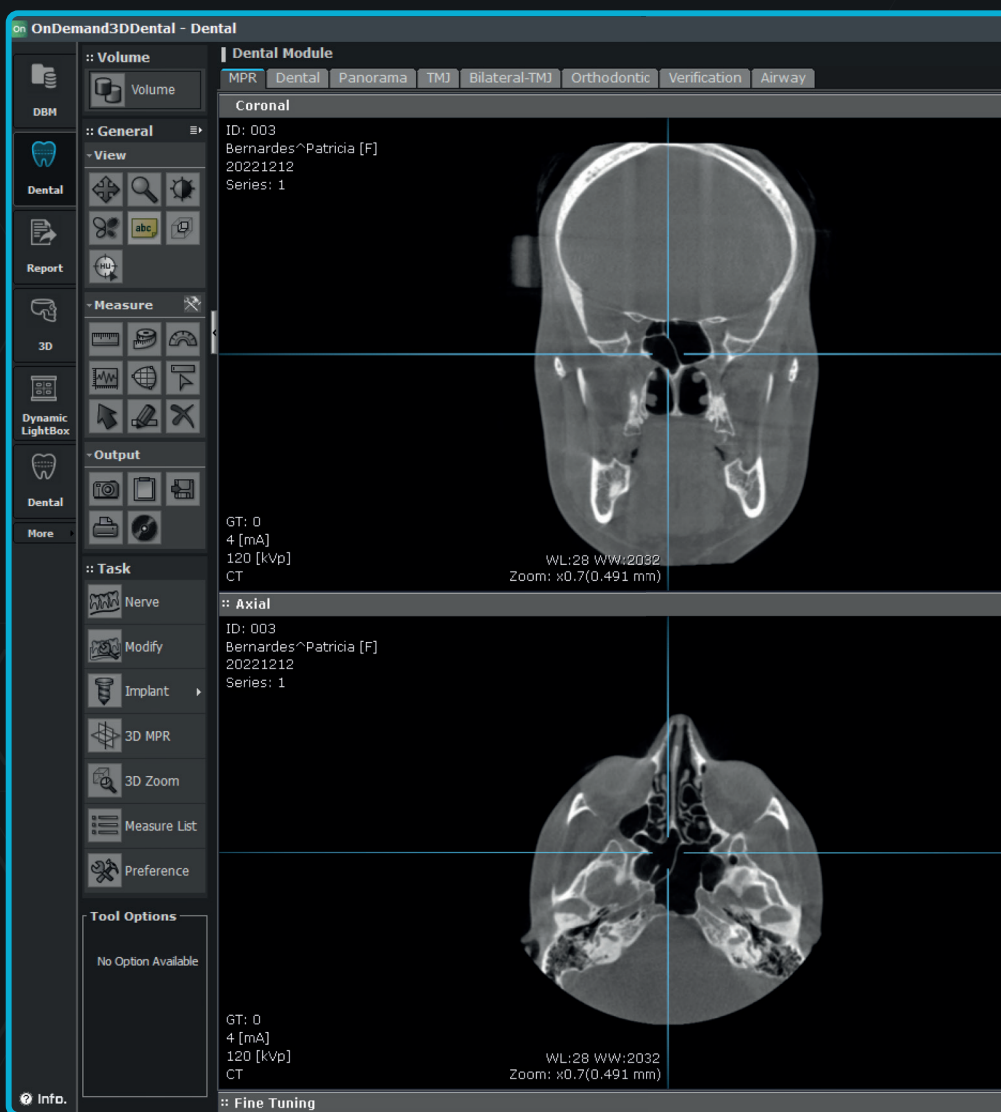 On OnDemand3DDental - Dental
DBM
Dental
Report
3D
Dynamic
LightBox
Dental
More
Info.
:: Volume
Volume
:: General
View
abc
HU
Measure
Output
:: Task
Nerve
Modify
Implant
3D MPR
3D Zoom
Measure List
Preference
Tool Options
No Option Available
Dental Module
MPR Dental Panorama TMJ Bilateral-TMJ Orthodontic Verification Airway
Coronal
ID: 003
Bernardes^Patricia [F]
20221212
Series: 1
GT: 0
4 [mA]
120 [kVp]
CT
WL:28 WW:2032
Zoom: x0.7(0.491 mm)
:: Axial
ID: 003
Bernardes^Patricia [F]
20221212
Series: 1
GT: 0
4 [mA]
120 [kVp]
CT
WL:28 WW:2032
Zoom: x0.7(0.491 mm)
:: Fine Tuning